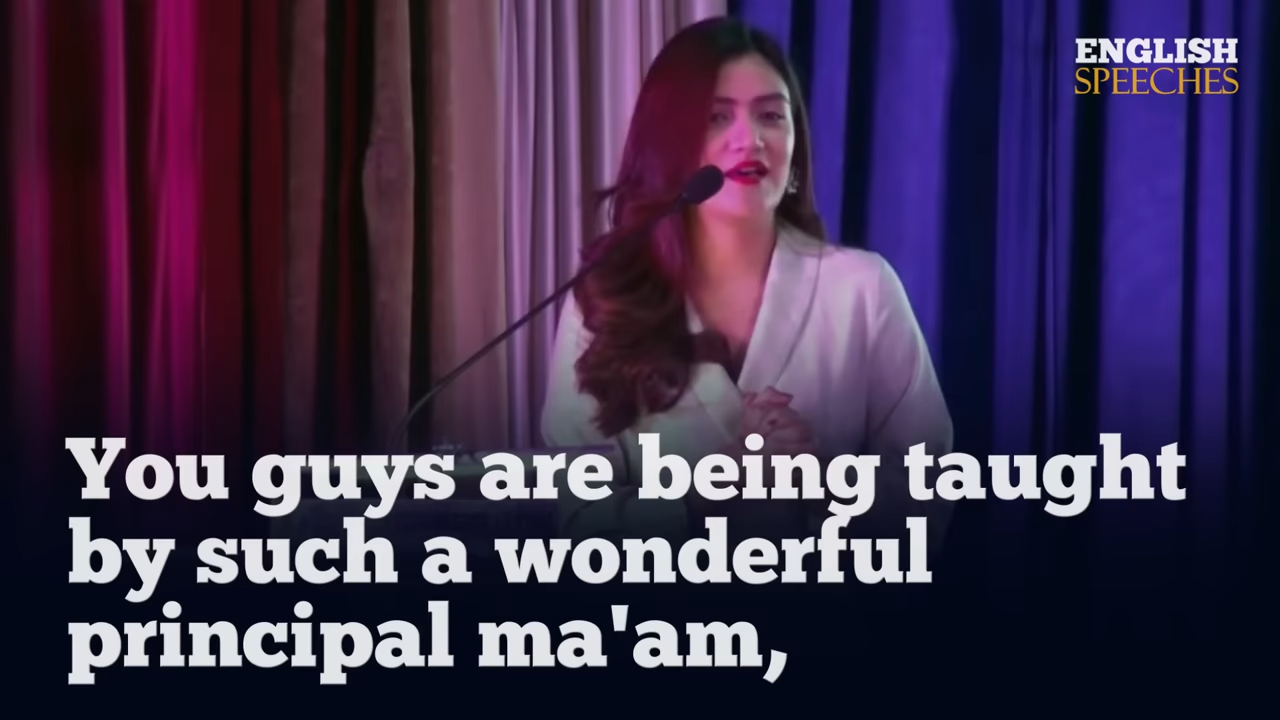 ENGLISH
SPEECHES
You guys are being taught
by such a wonderful
principal ma'am,